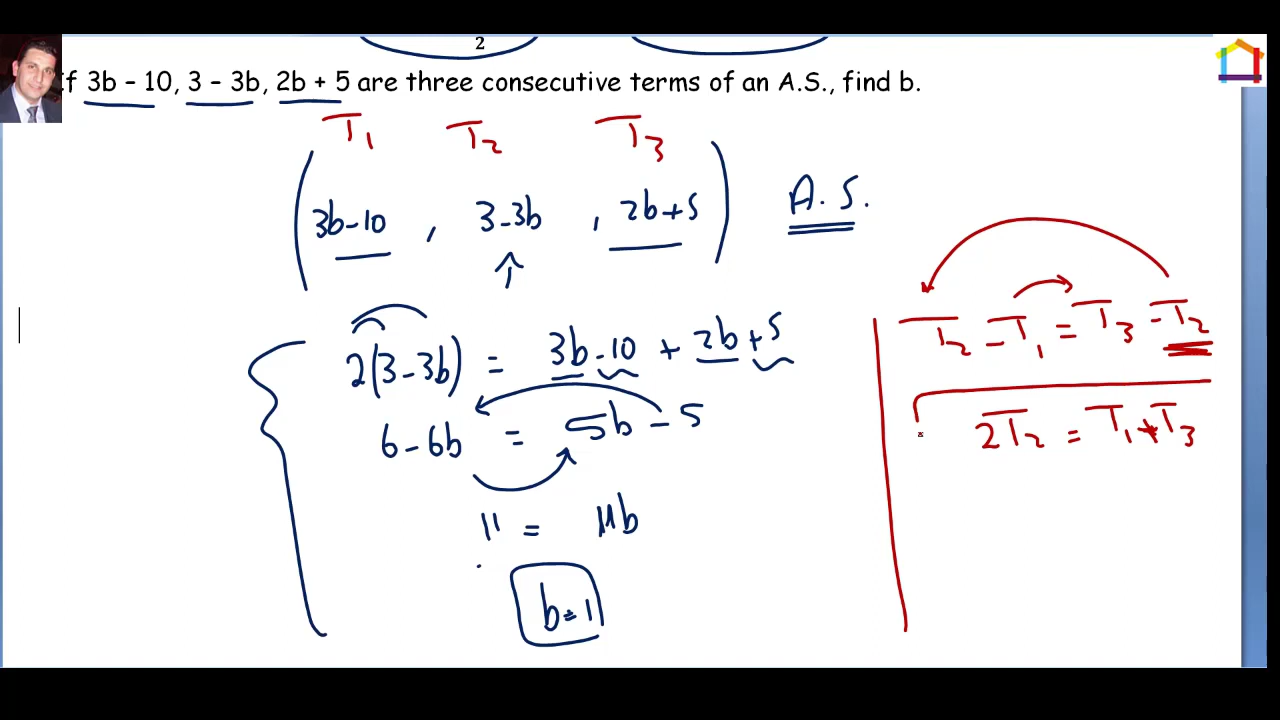 2
If 3b – 10, 3 – 3b, 2b + 5 are three consecutive terms of an A.S., find b.
T1 T2 T3
(3b-10, 3-3b, 2b+5) A.S.
2(3-3b) = 3b-10 + 2b+5
6-6b = 5b-5
11 = 11b
b=1
T2 - T1 = T3 - T2
2T2 = T1+T3